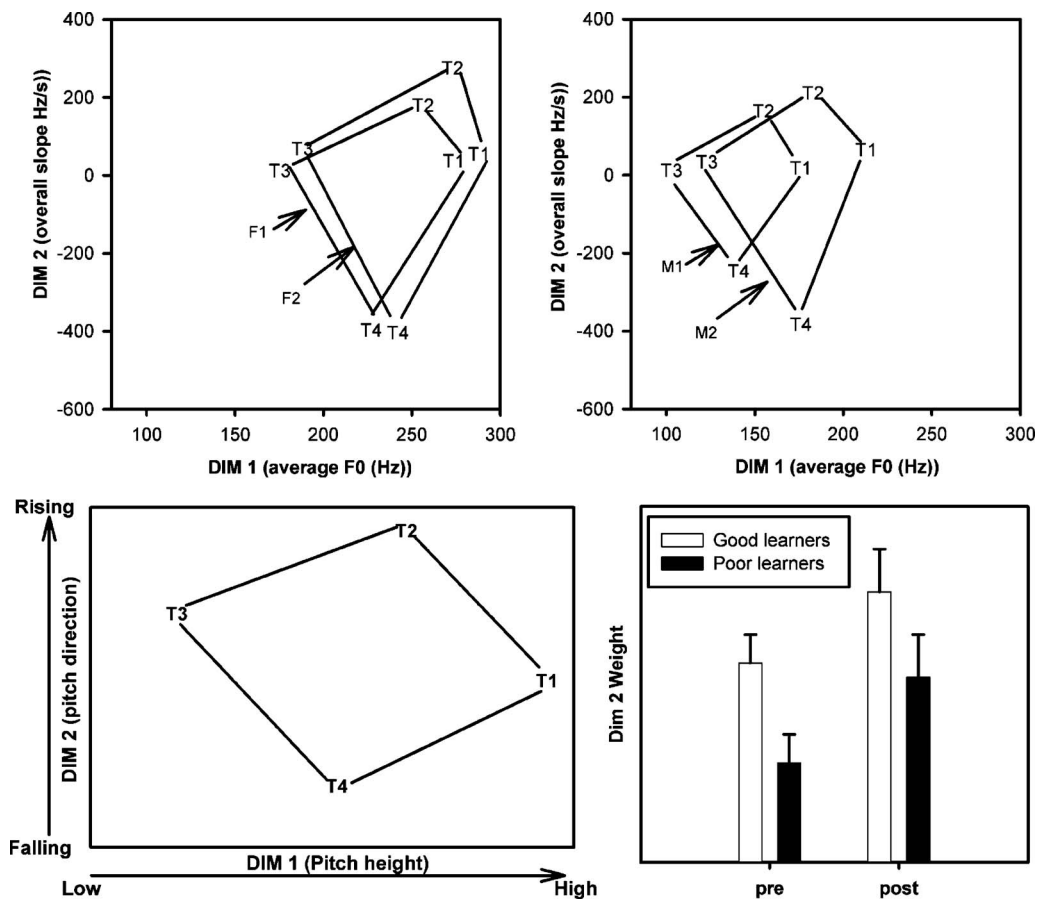 400
200
0
-200
-400
-600
DIM 2 (overall slope Hz/s))
T2
T2
T3
T3
T1
T1
F1
F2
T4
T4
100
150
200
250
300
DIM 1 (average F0 (Hz))
400
200
0
-200
-400
-600
DIM 2 (overall slope Hz/s))
T2
T2
T3
T3
T1
T1
M1
T4
M2
T4
100
150
200
250
300
DIM 1 (average F0 (Hz))
Rising
DIM 2 (pitch direction)
Falling
T2
T3
T1
T4
DIM 1 (Pitch height)
Low
High
Good learners
Poor learners
Dim 2 Weight
pre
post